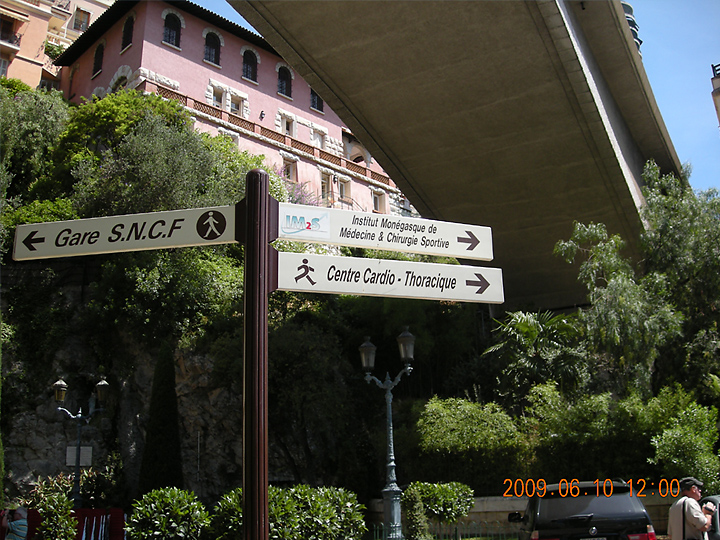 Gare S.N.C.F
IM2S
Institut Monégasque de
Médecine & Chirurgie Sportive
Centre Cardio - Thoracique
2009.06.10 12:00